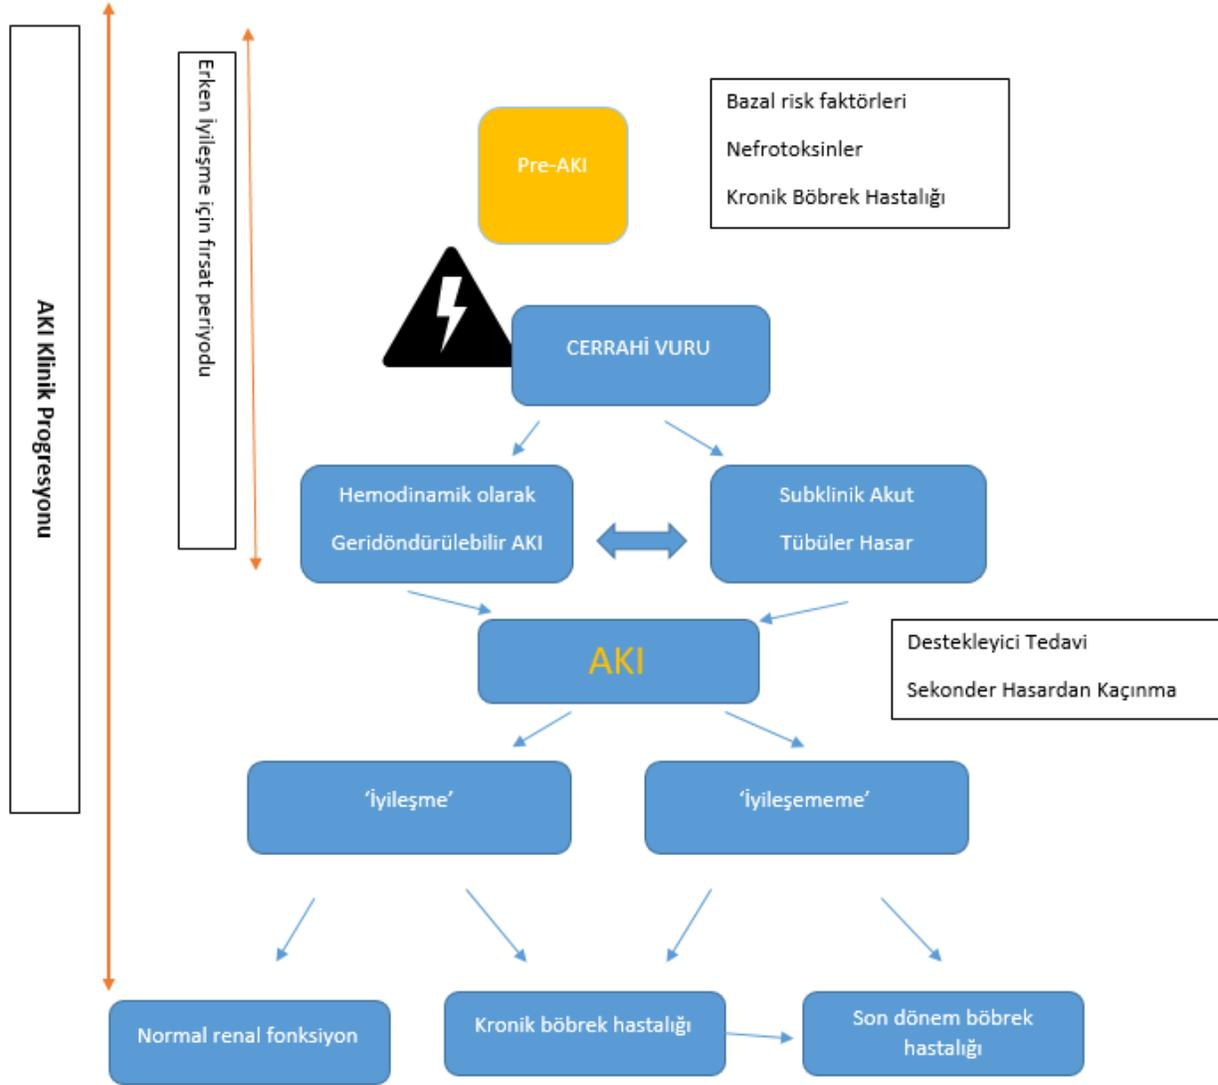 AKI Klinik Progresyonu
Erken İyileşme için fırsat periyodu
Pre-AKI
Bazal risk faktörleri
Nefrotoksinler
Kronik Böbrek Hastalığı
CERRAHİ VURU
Hemodinamik olarak
Geridöndürülebilir AKI
Subklinik Akut
Tübüler Hasar
AKI
Destekleyici Tedavi
Sekonder Hasardan Kaçınma
‘İyileşme’
‘İyileşememe’
Normal renal fonksiyon
Kronik böbrek hastalığı
Son dönem böbrek
hastalığı